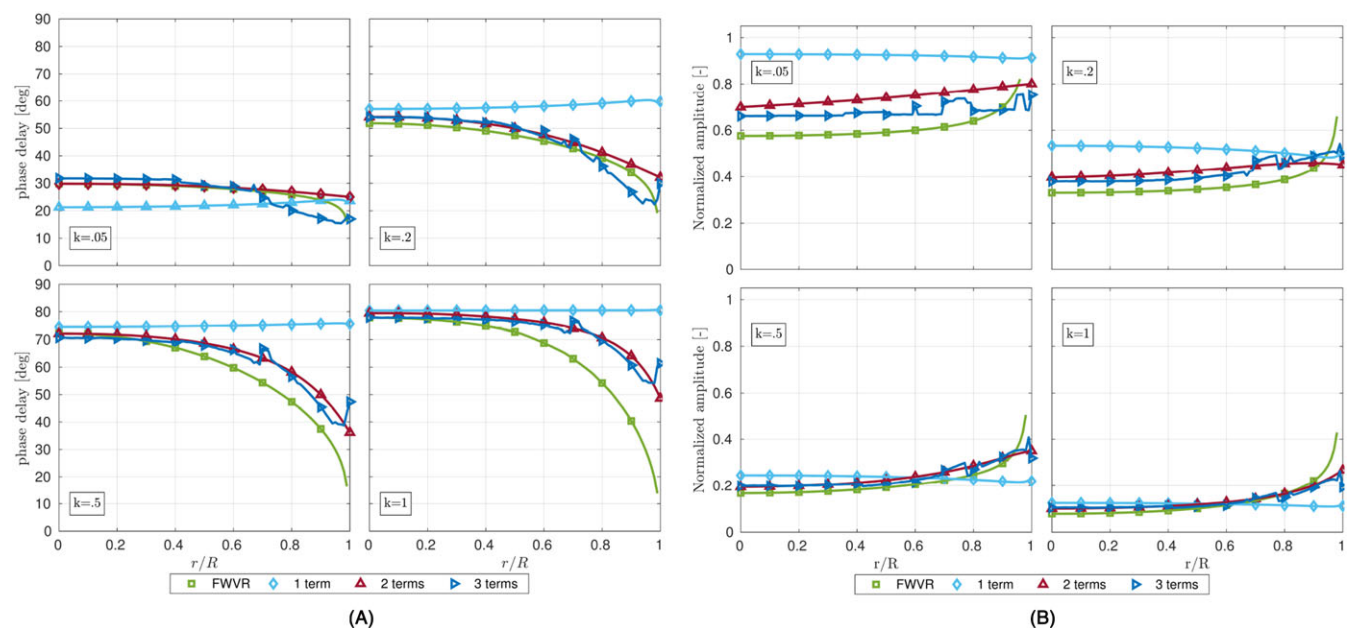 phase delay [deg]
90
80
70
60
50
40
30
20
10
0
k=.05
k=.2
phase delay [deg]
90
80
70
60
50
40
30
20
10
0
k=.5
k=1
0 0.2 0.4 0.6 0.8 1
0 0.2 0.4 0.6 0.8 1
r/R r/R
FWVR 1 term 2 terms 3 terms
(A)
Normalized amplitude [-]
1
0.8
0.6
0.4
0.2
0
k=.05
k=.2
Normalized amplitude [-]
1
0.8
0.6
0.4
0.2
0
k=.5
k=1
0 0.2 0.4 0.6 0.8 1
0 0.2 0.4 0.6 0.8 1
r/R r/R
FWVR 1 term 2 terms 3 terms
(B)